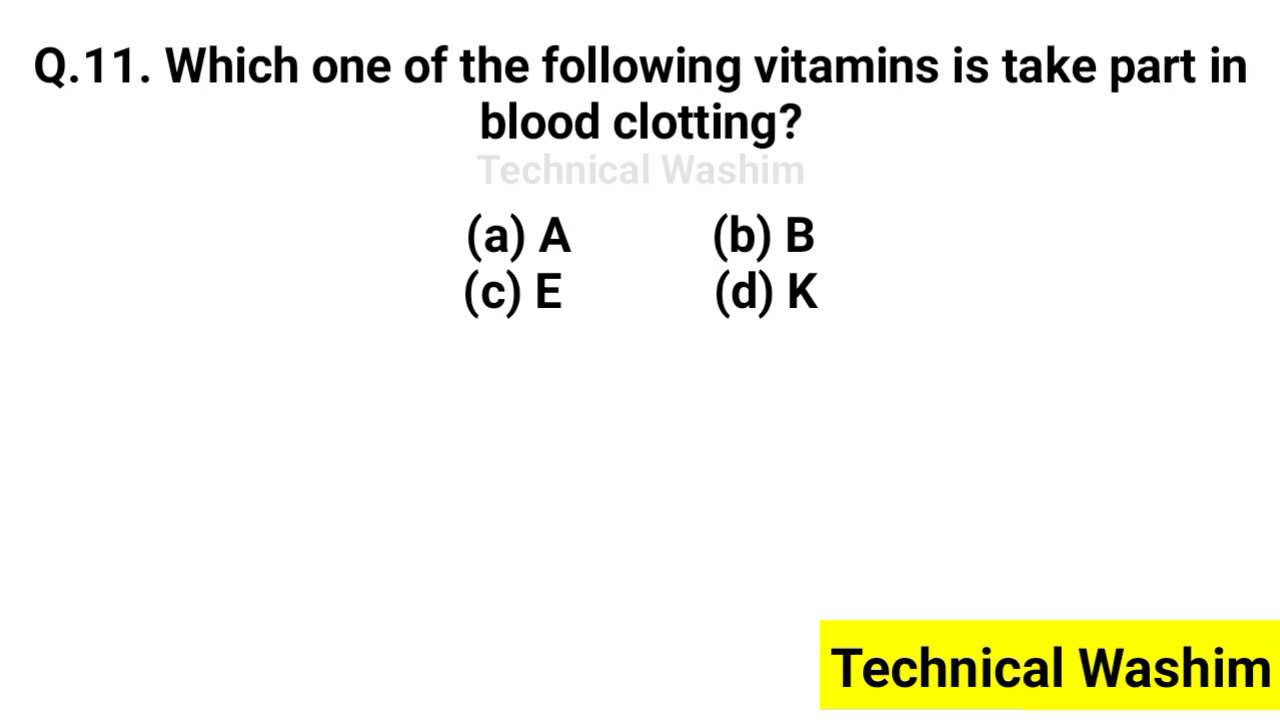 Q.11. Which one of the following vitamins is take part in
blood clotting?
Technical Washim
(a) A (b) B
(c) E (d) K
Technical Washim